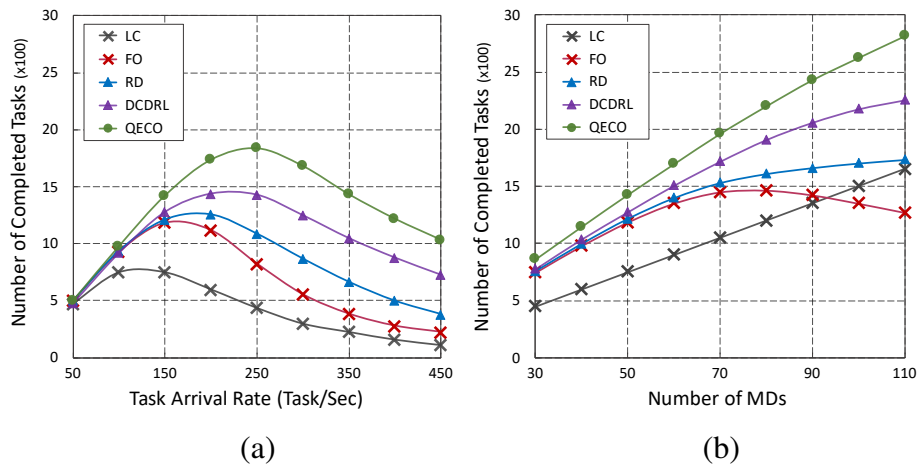 Number of Completed Tasks (x100)
30
25
20
15
10
5
0
LC
FO
RD
DCDRL
QECO
50
150
250
350
450
Task Arrival Rate (Task/Sec)
(a)
Number of Completed Tasks (x100)
30
25
20
15
10
5
0
LC
FO
RD
DCDRL
QECO
30
50
70
90
110
Number of MDs
(b)